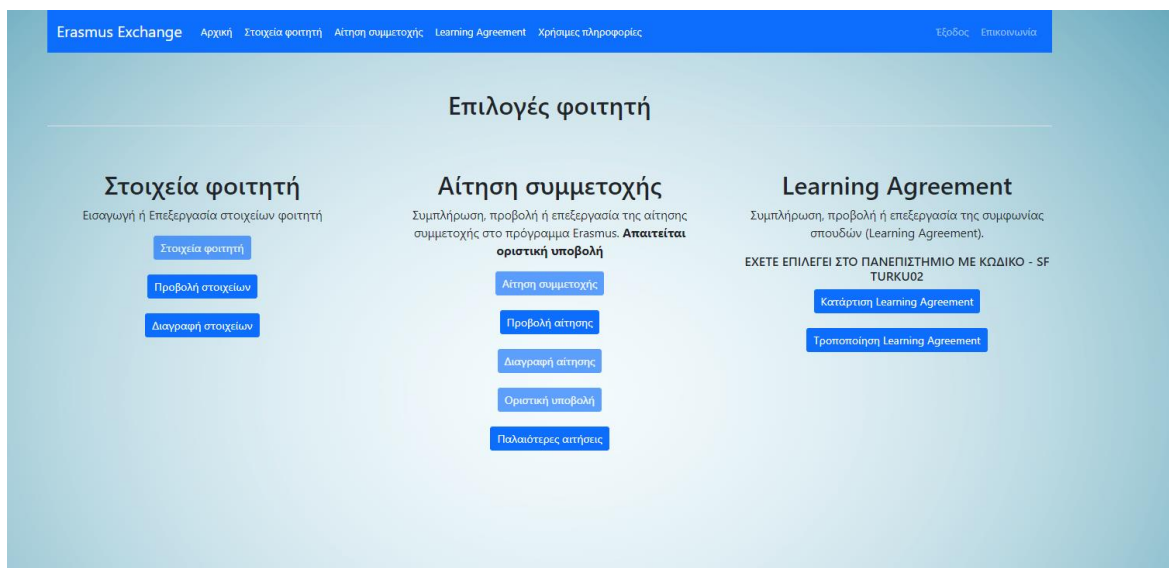 Erasmus Exchange Αρχική Στοιχεία φοιτητή Αίτηση συμμετοχής Learning Agreement Χρήσιμες πληροφορίες Έξοδος Επικοινωνία
Επιλογές φοιτητή
Στοιχεία φοιτητή
Εισαγωγή ή Επεξεργασία στοιχείων φοιτητή
Στοιχεία φοιτητή
Προβολή στοιχείων
Διαγραφή στοιχείων
Αίτηση συμμετοχής
Συμπλήρωση, προβολή ή επεξεργασία της αίτησης
συμμετοχής στο πρόγραμμα Erasmus. Απαιτείται
οριστική υποβολή
Αίτηση συμμετοχής
Προβολή αίτησης
Διαγραφή αίτησης
Οριστική υποβολή
Παλαιότερες αιτήσεις
Learning Agreement
Συμπλήρωση, προβολή ή επεξεργασία της συμφωνίας
σπουδών (Learning Agreement).
ΕΧΕΤΕ ΕΠΙΛΕΓΕΙ ΣΤΟ ΠΑΝΕΠΙΣΤΗΜΙΟ ΜΕ ΚΩΔΙΚΟ - SF
TURKU02
Κατάρτιση Learning Agreement
Τροποποίηση Learning Agreement